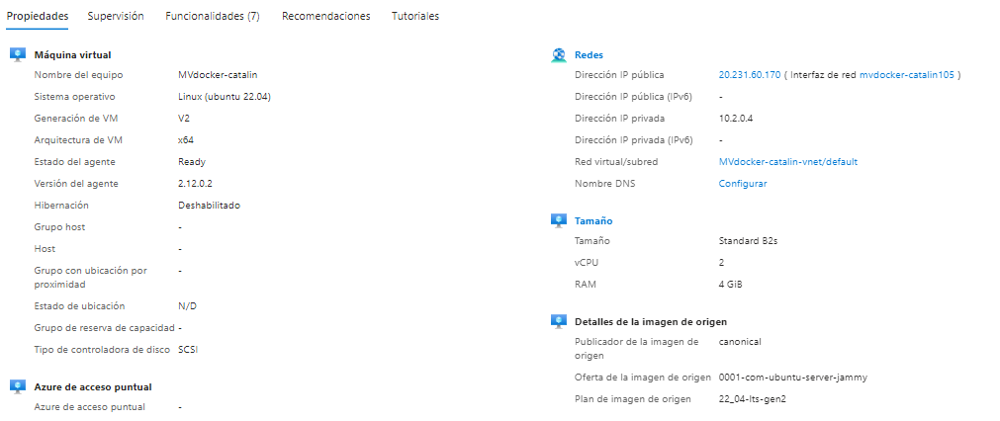 Propiedades Supervisión Funcionalidades (7) Recomendaciones Tutoriales
Máquina virtual
Nombre del equipo MVdocker-catalin
Sistema operativo Linux (ubuntu 22.04)
Generación de VM V2
Arquitectura de VM x64
Estado del agente Ready
Versión del agente 2.12.0.2
Hibernación Deshabilitado
Grupo host -
Host -
Grupo con ubicación por -
proximidad
Estado de ubicación N/D
Grupo de reserva de capacidad -
Tipo de controladora de disco SCSI
Azure de acceso puntual
Azure de acceso puntual -
Redes
Dirección IP pública 20.231.60.170 ( Interfaz de red mvdocker-catalin105 )
Dirección IP pública (IPv6) -
Dirección IP privada 10.2.0.4
Dirección IP privada (IPv6) -
Red virtual/subred MVdocker-catalin-vnet/default
Nombre DNS Configurar
Tamaño
Tamaño Standard B2s
vCPU 2
RAM 4 GiB
Detalles de la imagen de origen
Publicador de la imagen de canonical
origen
Oferta de la imagen de origen 0001-com-ubuntu-server-jammy
Plan de imagen de origen 22_04-lts-gen2